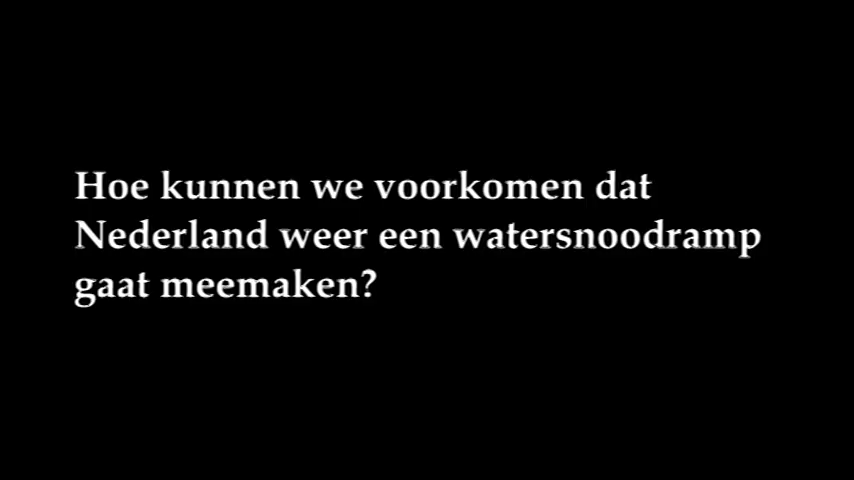 Hoe kunnen we voorkomen dat
Nederland weer een watersnoodramp
gaat meemaken?